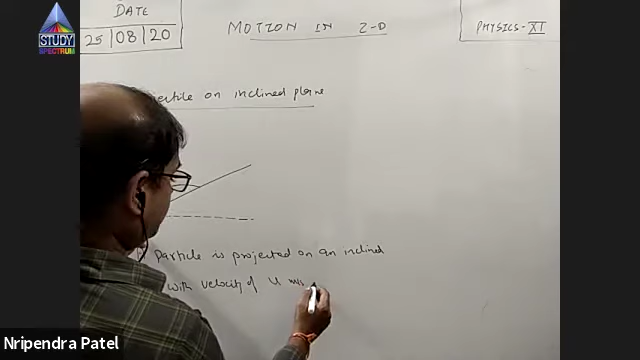 DATE
25/08/20
MOTION IN 2-D
PHYSICS-XI
STUDY
SPECTRUM
on inclined plane
particle is projected on an inclined
with velocity of u m/s
Nripendra Patel